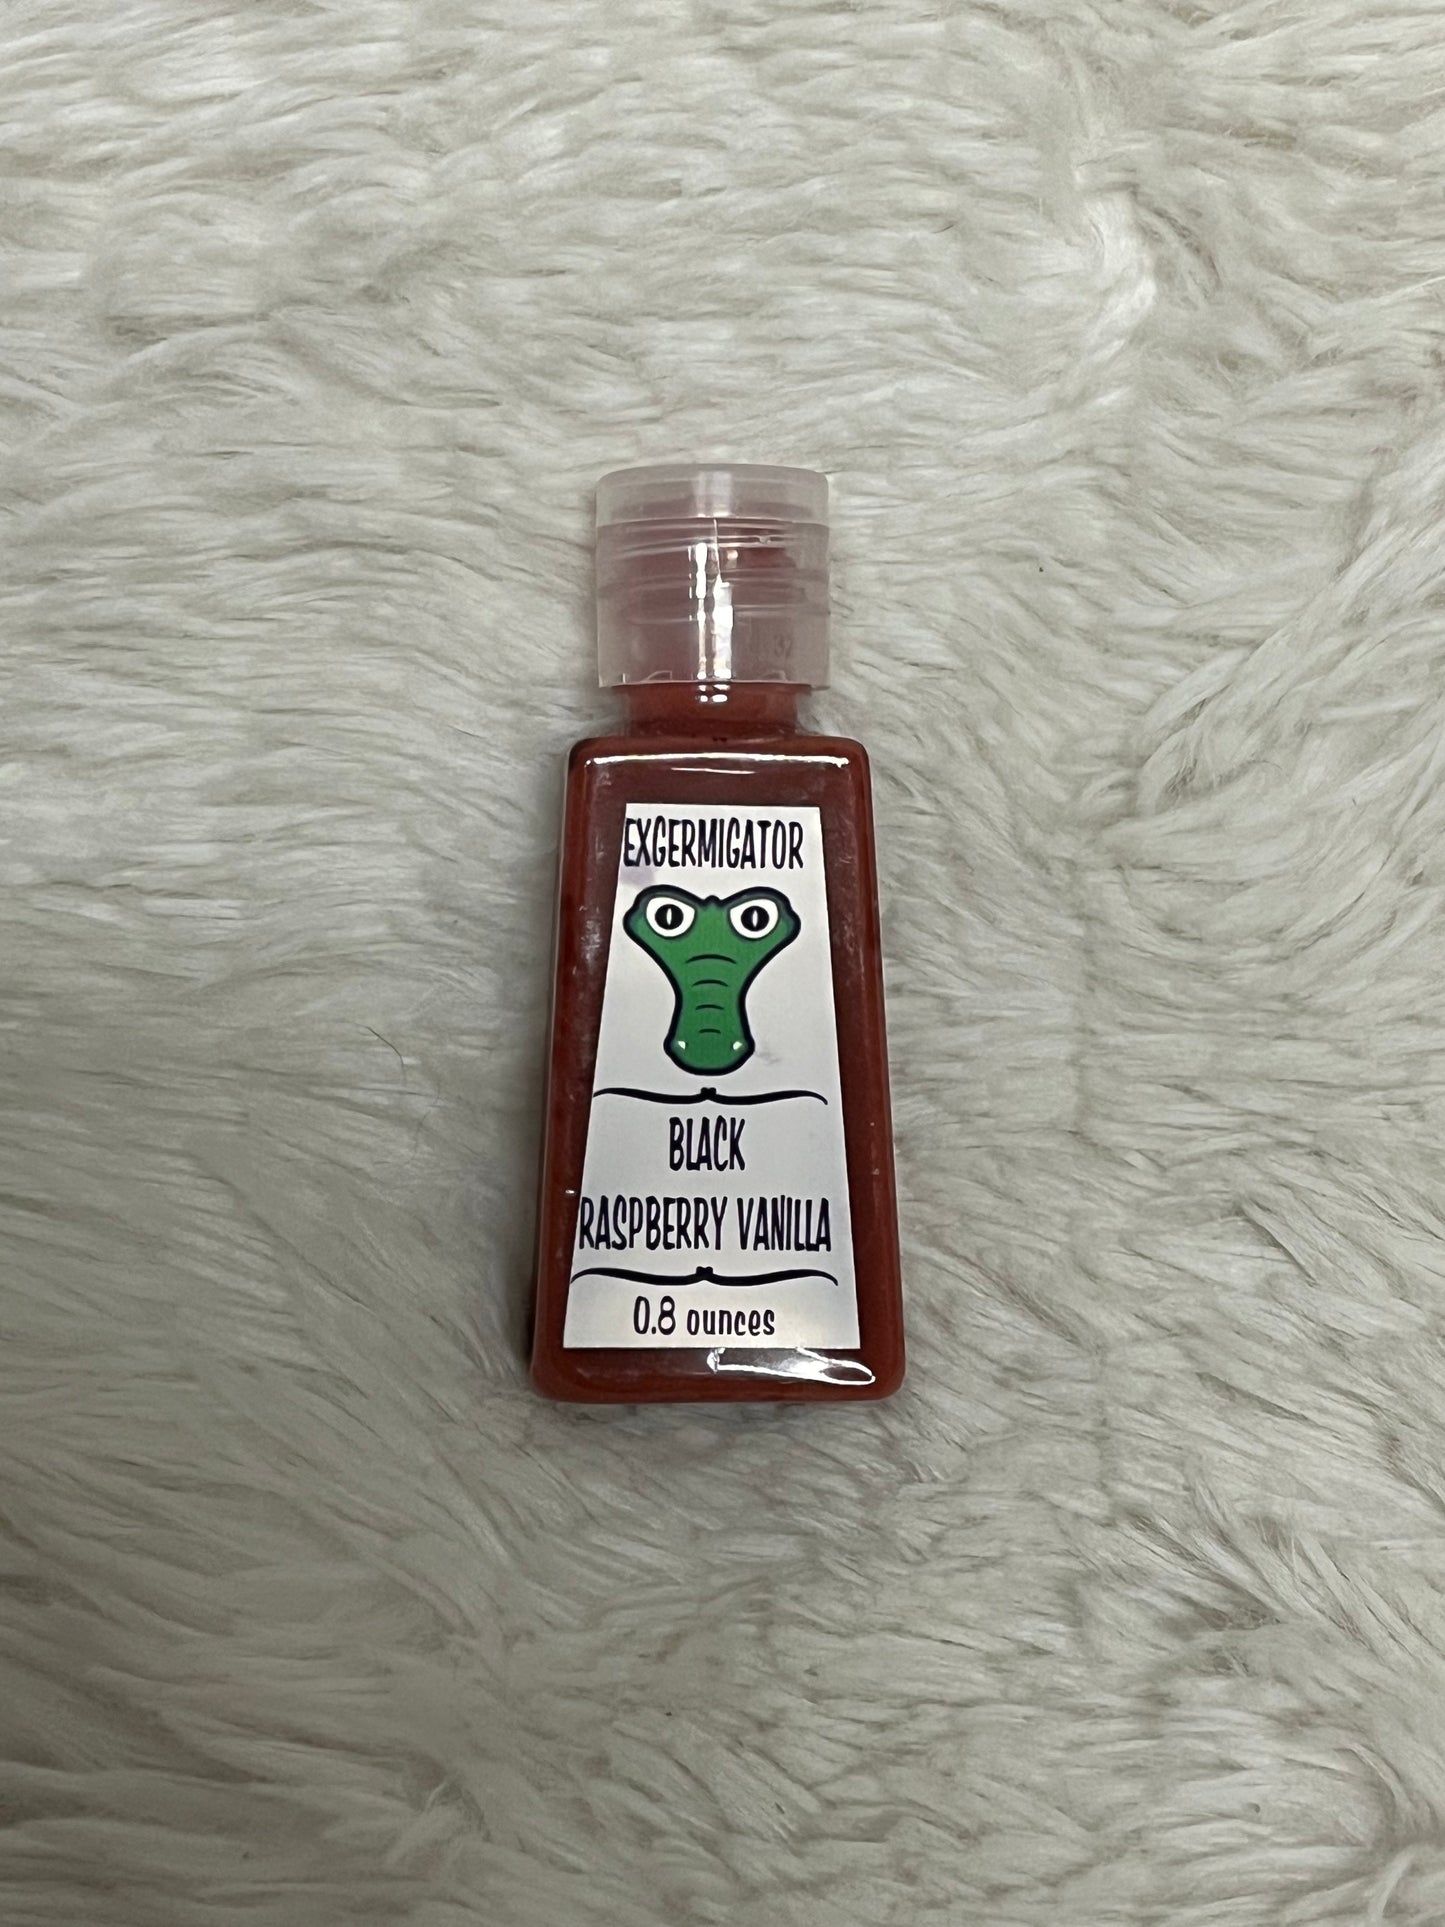 EXGERMIGATOR
BLACK
RASPBERRY VANILLA
0.8 ounces